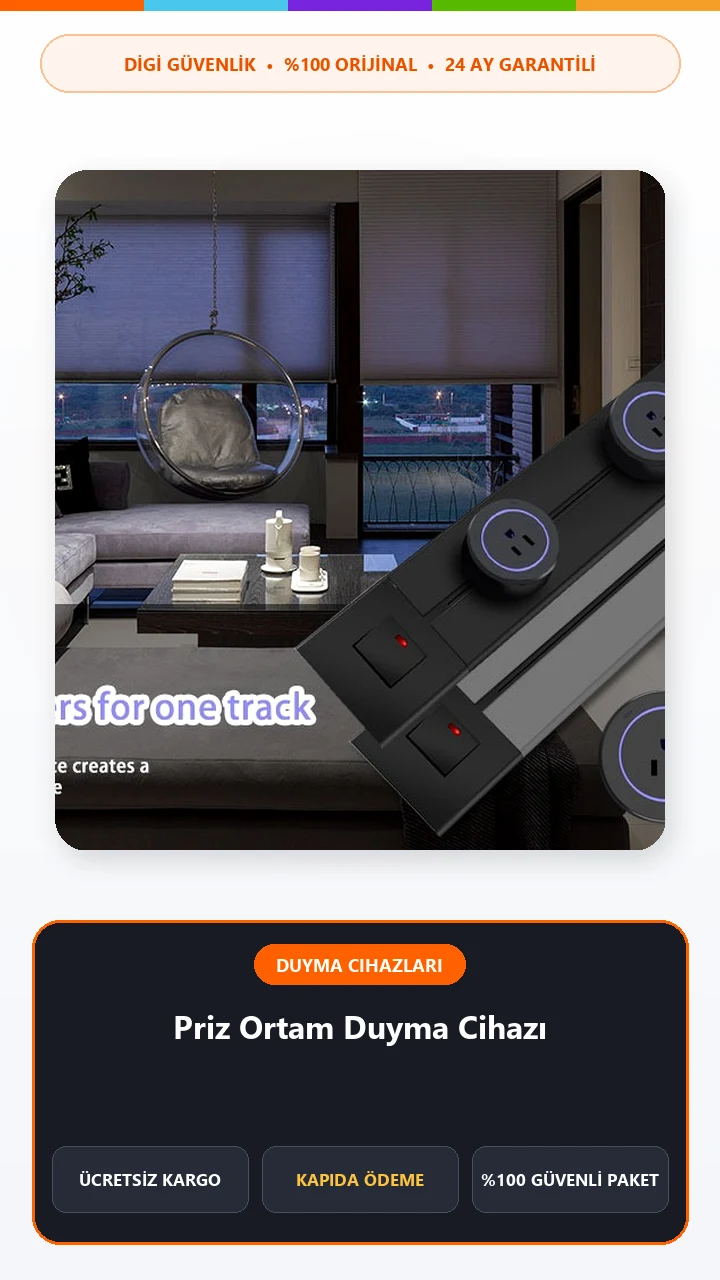 DİGİ GÜVENLİK • %100 ORİJİNAL • 24 AY GARANTİLİ
rs for one track
te creates a
e
DUYMA CIHAZLARI
Priz Ortam Duyma Cihazı
ÜCRETSİZ KARGO
KAPIDA ÖDEME
%100 GÜVENLİ PAKET